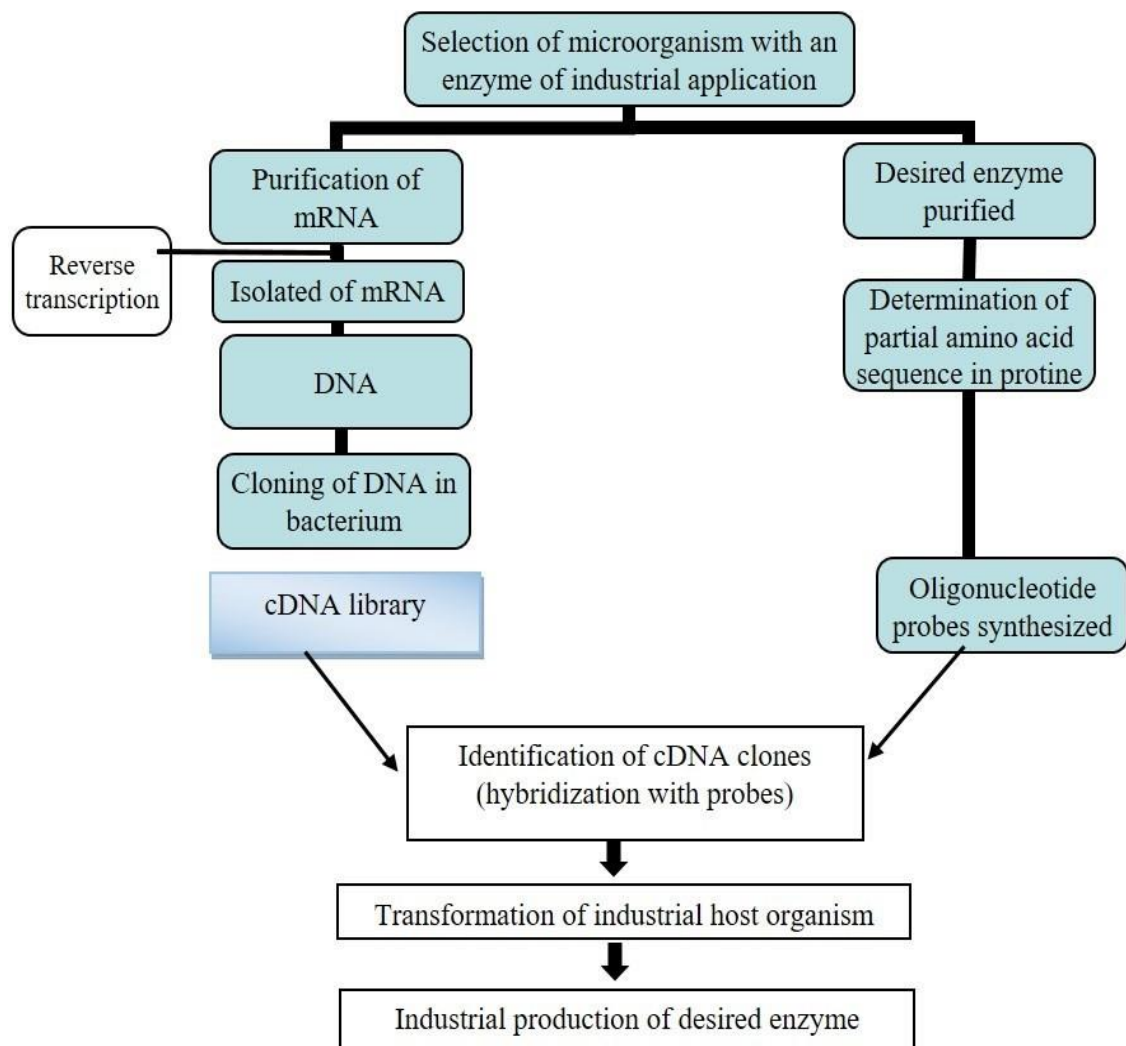 Selection of microorganism with an
enzyme of industrial application
Purification of
mRNA
Desired enzyme
purified
Reverse
transcription
Isolated of mRNA
Determination of
partial amino acid
sequence in protine
DNA
Cloning of DNA in
bacterium
cDNA library
Oligonucleotide
probes synthesized
Identification of cDNA clones
(hybridization with probes)
Transformation of industrial host organism
Industrial production of desired enzyme